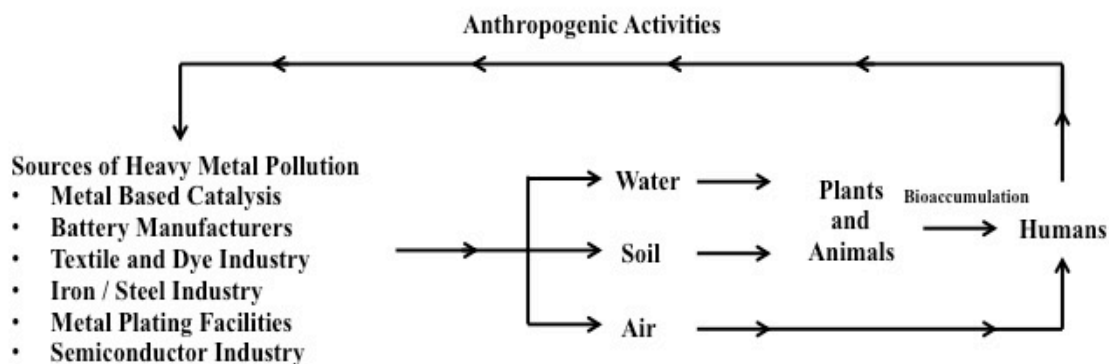 Anthropogenic Activities
Sources of Heavy Metal Pollution
• Metal Based Catalysis
• Battery Manufacturers
• Textile and Dye Industry
• Iron / Steel Industry
• Metal Plating Facilities
• Semiconductor Industry
Water
Soil
Air
Plants
and
Animals
Bioaccumulation
Humans